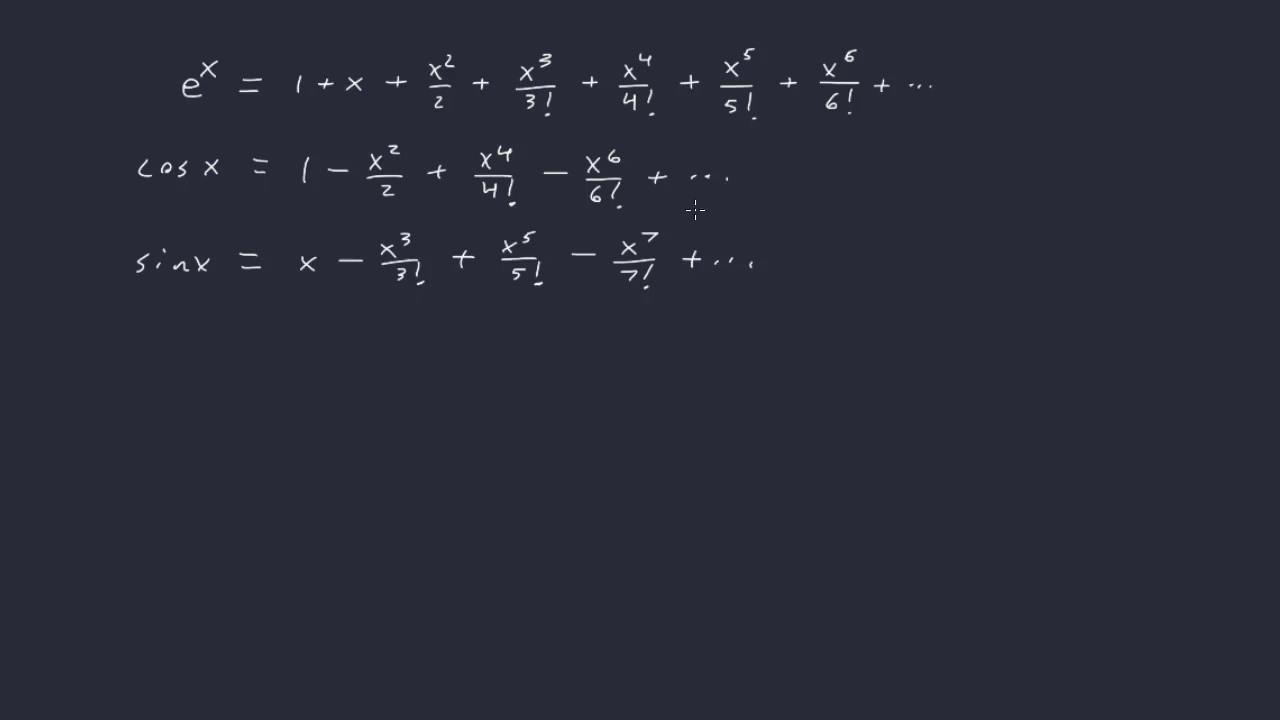 e^x = 1 + x + x^2/2 + x^3/3! + x^4/4! + x^5/5! + x^6/6! + ...
cos x = 1 - x^2/2 + x^4/4! - x^6/6! + ...
sin x = x - x^3/3! + x^5/5! - x^7/7! + ...